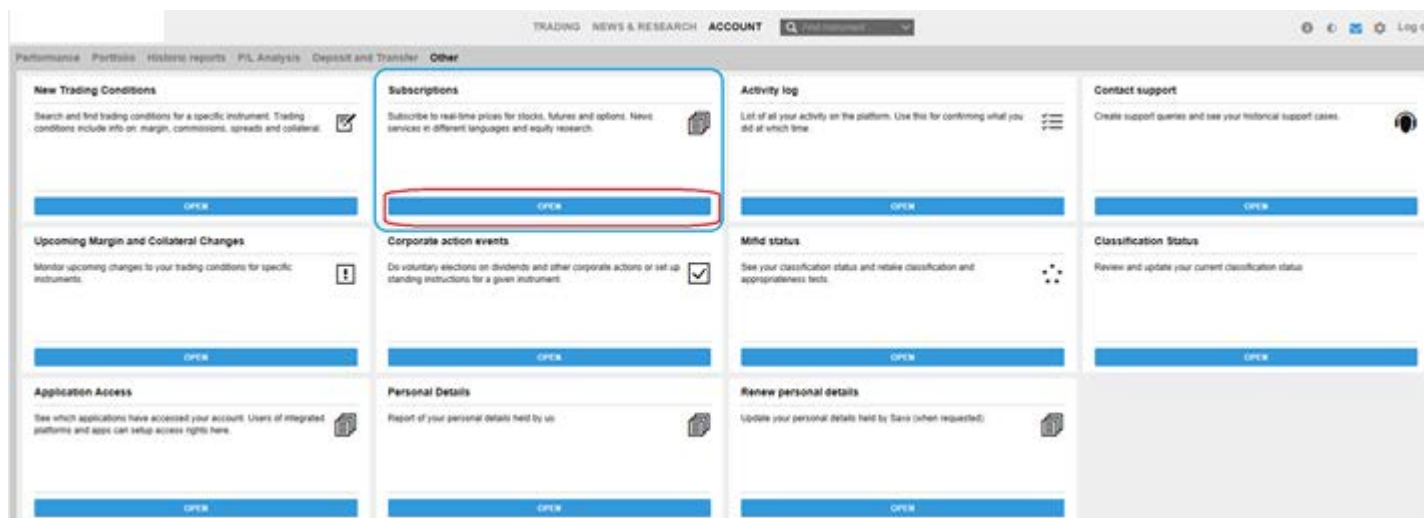 TRADING NEWS & RESEARCH ACCOUNT Find instrument
Performance Portfolio Historic reports P/L Analysis Deposit and Transfer Other
New Trading Conditions
Search and find trading conditions for a specific instrument. Trading
conditions include info on: margin, commissions, spreads and collateral.
OPEN
Subscriptions
Subscribe to real-time prices for stocks, futures and options. News
services in different languages and equity research.
OPEN
Activity log
List of all your activity on the platform. Use this for confirming what you
did at which time
OPEN
Contact support
Create support queries and see your historical support cases.
OPEN
Upcoming Margin and Collateral Changes
Monitor upcoming changes to your trading conditions for specific
instruments.
OPEN
Corporate action events
Do voluntary elections on dividends and other corporate actions or set up
standing instructions for a given instrument.
OPEN
Mifid status
See your classification status and retake classification and
appropriateness tests.
OPEN
Classification Status
Review and update your current classification status
OPEN
Application Access
See which applications have accessed your account. Users of integrated
platforms and apps can setup access rights here.
OPEN
Personal Details
Report of your personal details held by us
OPEN
Renew personal details
Update your personal details held by Saxo (when requested)
OPEN